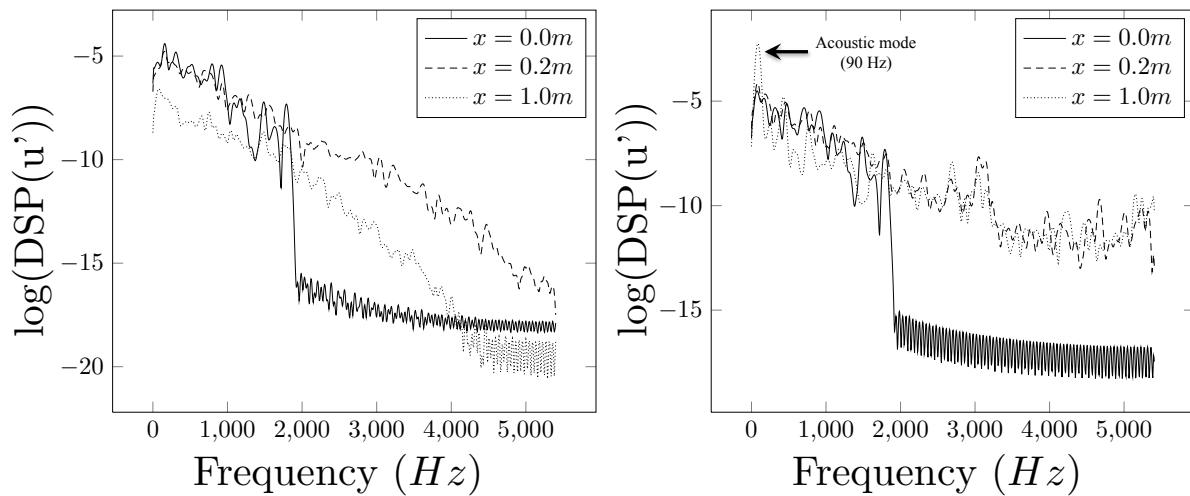 −5
−10
−15
−20
0
1,000
2,000
3,000
4,000
5,000
Frequency (Hz)
log(DSP(u’))
x = 0.0m
x = 0.2m
x = 1.0m
−5
−10
−15
0
1,000
2,000
3,000
4,000
5,000
Frequency (Hz)
log(DSP(u’))
Acoustic mode
(90 Hz)
x = 0.0m
x = 0.2m
x = 1.0m